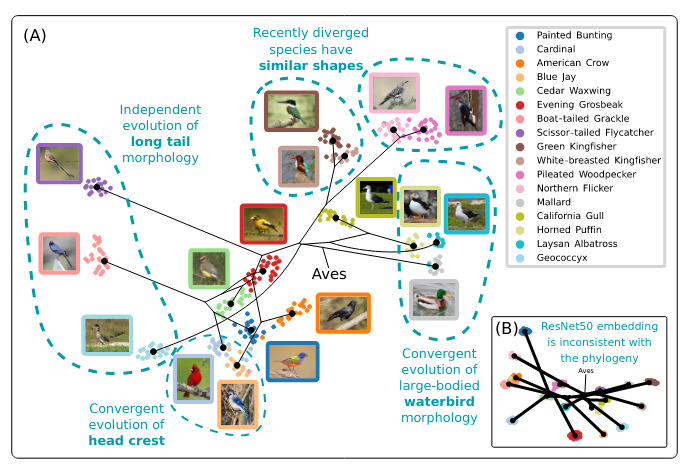 (A)
Recently diverged
species have
similar shapes
Independent
evolution of
long tail
morphology
Aves
Convergent
evolution of
head crest
Convergent
evolution of
large-bodied
waterbird
morphology
Painted Bunting
Cardinal
American Crow
Blue Jay
Cedar Waxwing
Evening Grosbeak
Boat-tailed Grackle
Scissor-tailed Flycatcher
Green Kingfisher
White-breasted Kingfisher
Pileated Woodpecker
Northern Flicker
Mallard
California Gull
Horned Puffin
Laysan Albatross
Geococcyx
(B)
ResNet50 embedding
is inconsistent with
the phylogeny
Aves